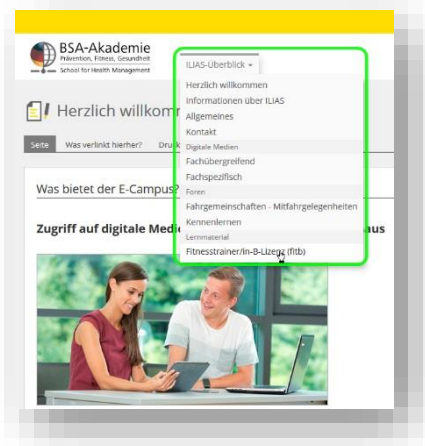 BSA-Akademie
Prävention, Fitness, Gesundheit
School for Health Management
ILIAS-Überblick
Herzlich willkommen
Informationen über ILIAS
Allgemeines
Kontakt
Digitale Medien
Fachübergreifend
Fachspezifisch
Foren
Fahrgemeinschaften - Mitfahrgelegenheiten
Kennenlernen
Lernmaterial
Fitnesstrainer/in-B-Lizenz (fitb)
Herzlich willkomm
Seite Was verlinkt hierher? Druck
Was bietet der E-Campus?
Zugriff auf digitale Medi aus